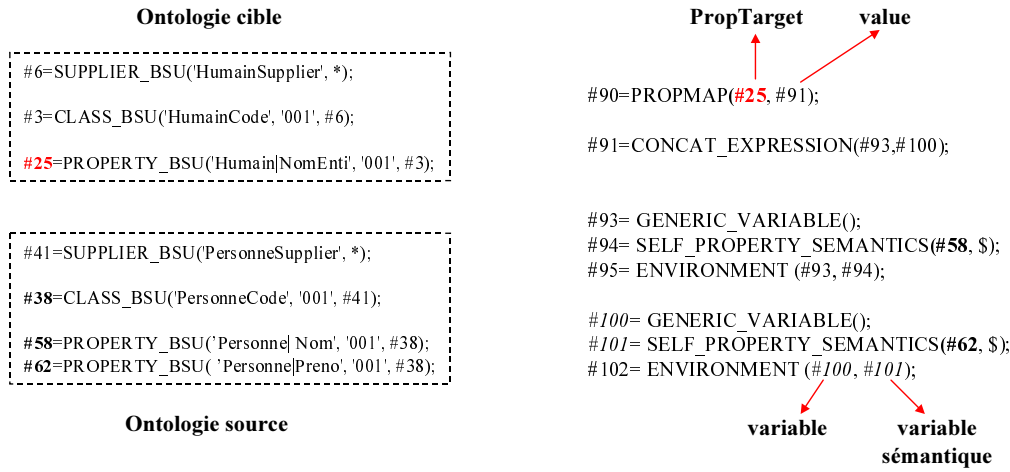 Ontologie cible
#6=SUPPLIER_BSU('HumainSupplier', *);
#3=CLASS_BSU('HumainCode', '001', #6);
#25=PROPERTY_BSU('Humain|NomEnti', '001', #3);
#41=SUPPLIER_BSU('PersonneSupplier', *);
#38=CLASS_BSU('PersonneCode', '001', #41);
#58=PROPERTY_BSU('Personne| Nom', '001', #38);
#62=PROPERTY_BSU( 'Personne|Preno', '001', #38);
Ontologie source
PropTarget value
#90=PROPMAP(#25, #91);
#91=CONCAT_EXPRESSION(#93,#100);
#93= GENERIC_VARIABLE();
#94= SELF_PROPERTY_SEMANTICS(#58, $);
#95= ENVIRONMENT (#93, #94);
#100= GENERIC_VARIABLE();
#101= SELF_PROPERTY_SEMANTICS(#62, $);
#102= ENVIRONMENT (#100, #101);
variable variable
sémantique